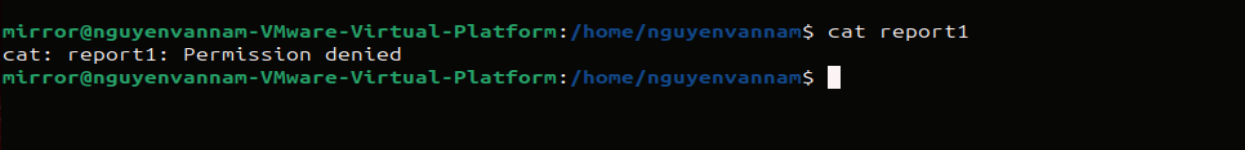 mirror@nguyenvannam-VMware-Virtual-Platform:/home/nguyenvannam$ cat report1
cat: report1: Permission denied
mirror@nguyenvannam-VMware-Virtual-Platform:/home/nguyenvannam$